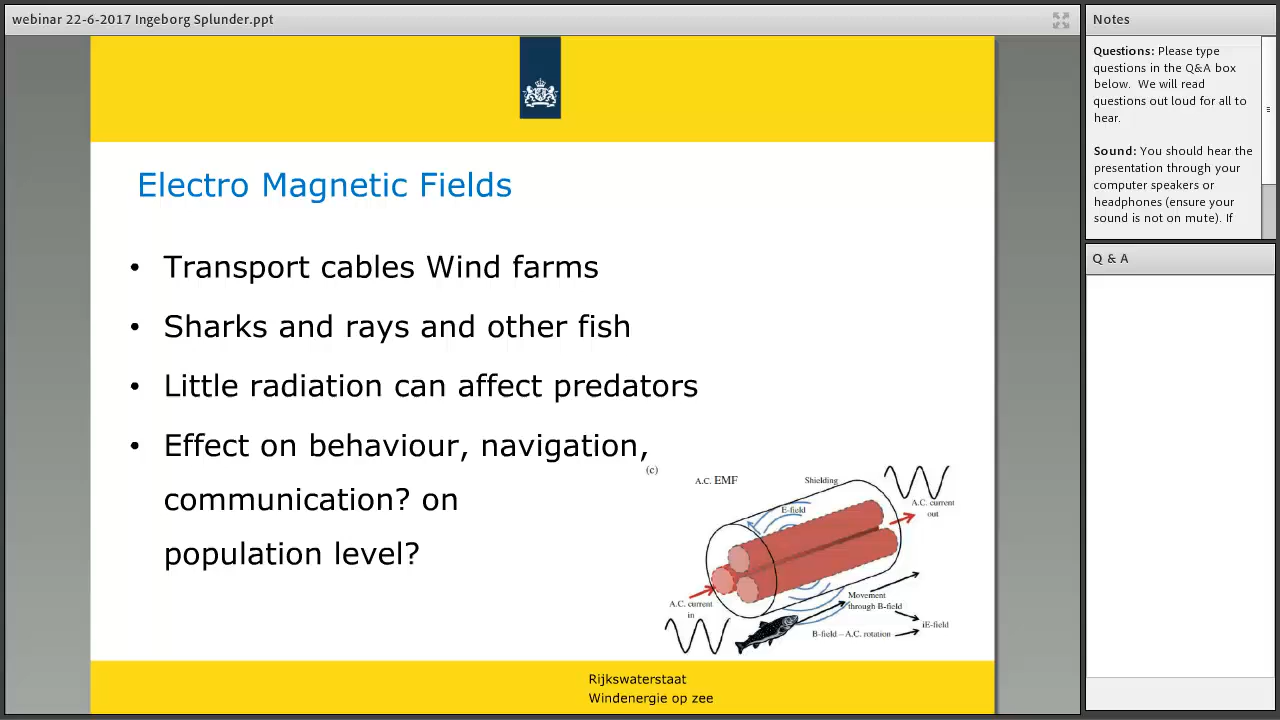 webinar 22-6-2017 Ingeborg Splunder.ppt
Electro Magnetic Fields
• Transport cables Wind farms
• Sharks and rays and other fish
• Little radiation can affect predators
• Effect on behaviour, navigation,
communication? on
population level?
(c)
A.C. EMF
Shielding
E-field
A.C. current
out
A.C. current
in
Movement
through B-field
iE-field
B-field – A.C. rotation
Rijkswaterstaat
Windenergie op zee
Notes
Questions: Please type
questions in the Q&A box
below. We will read
questions out loud for all to
hear.
Sound: You should hear the
presentation through your
computer speakers or
headphones (ensure your
sound is not on mute). If
Q & A